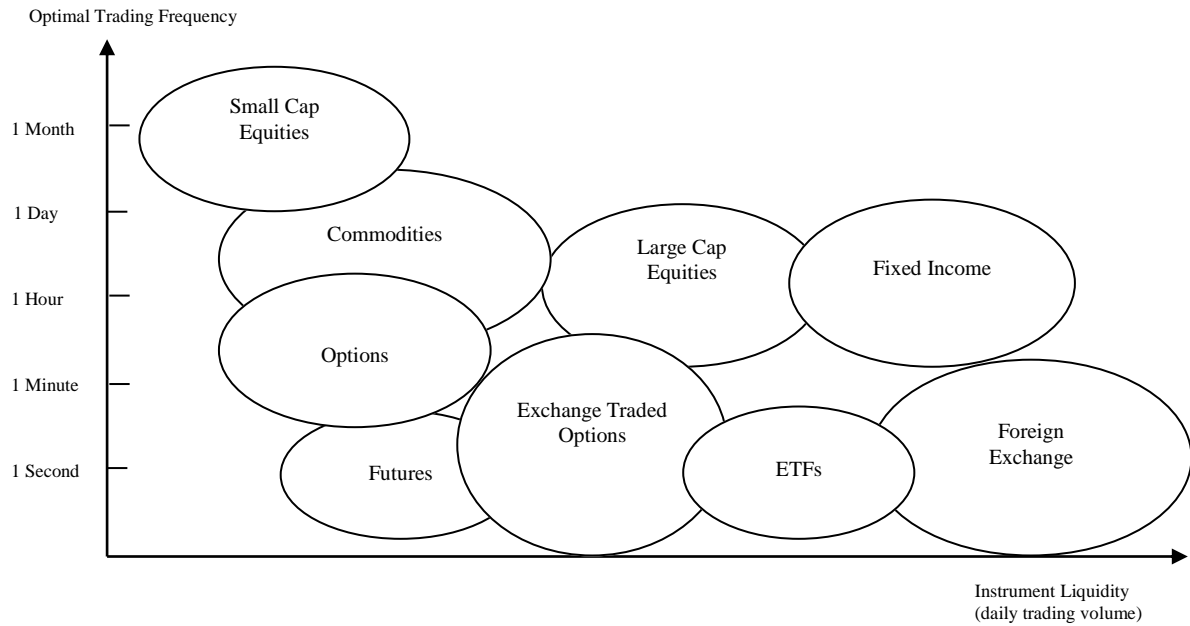 Optimal Trading Frequency
Small Cap
Equities
1 Month
1 Day
Commodities
Large Cap
Equities
Fixed Income
1 Hour
Options
1 Minute
Exchange Traded
Options
Foreign
Exchange
1 Second
Futures
ETFs
Instrument Liquidity
(daily trading volume)